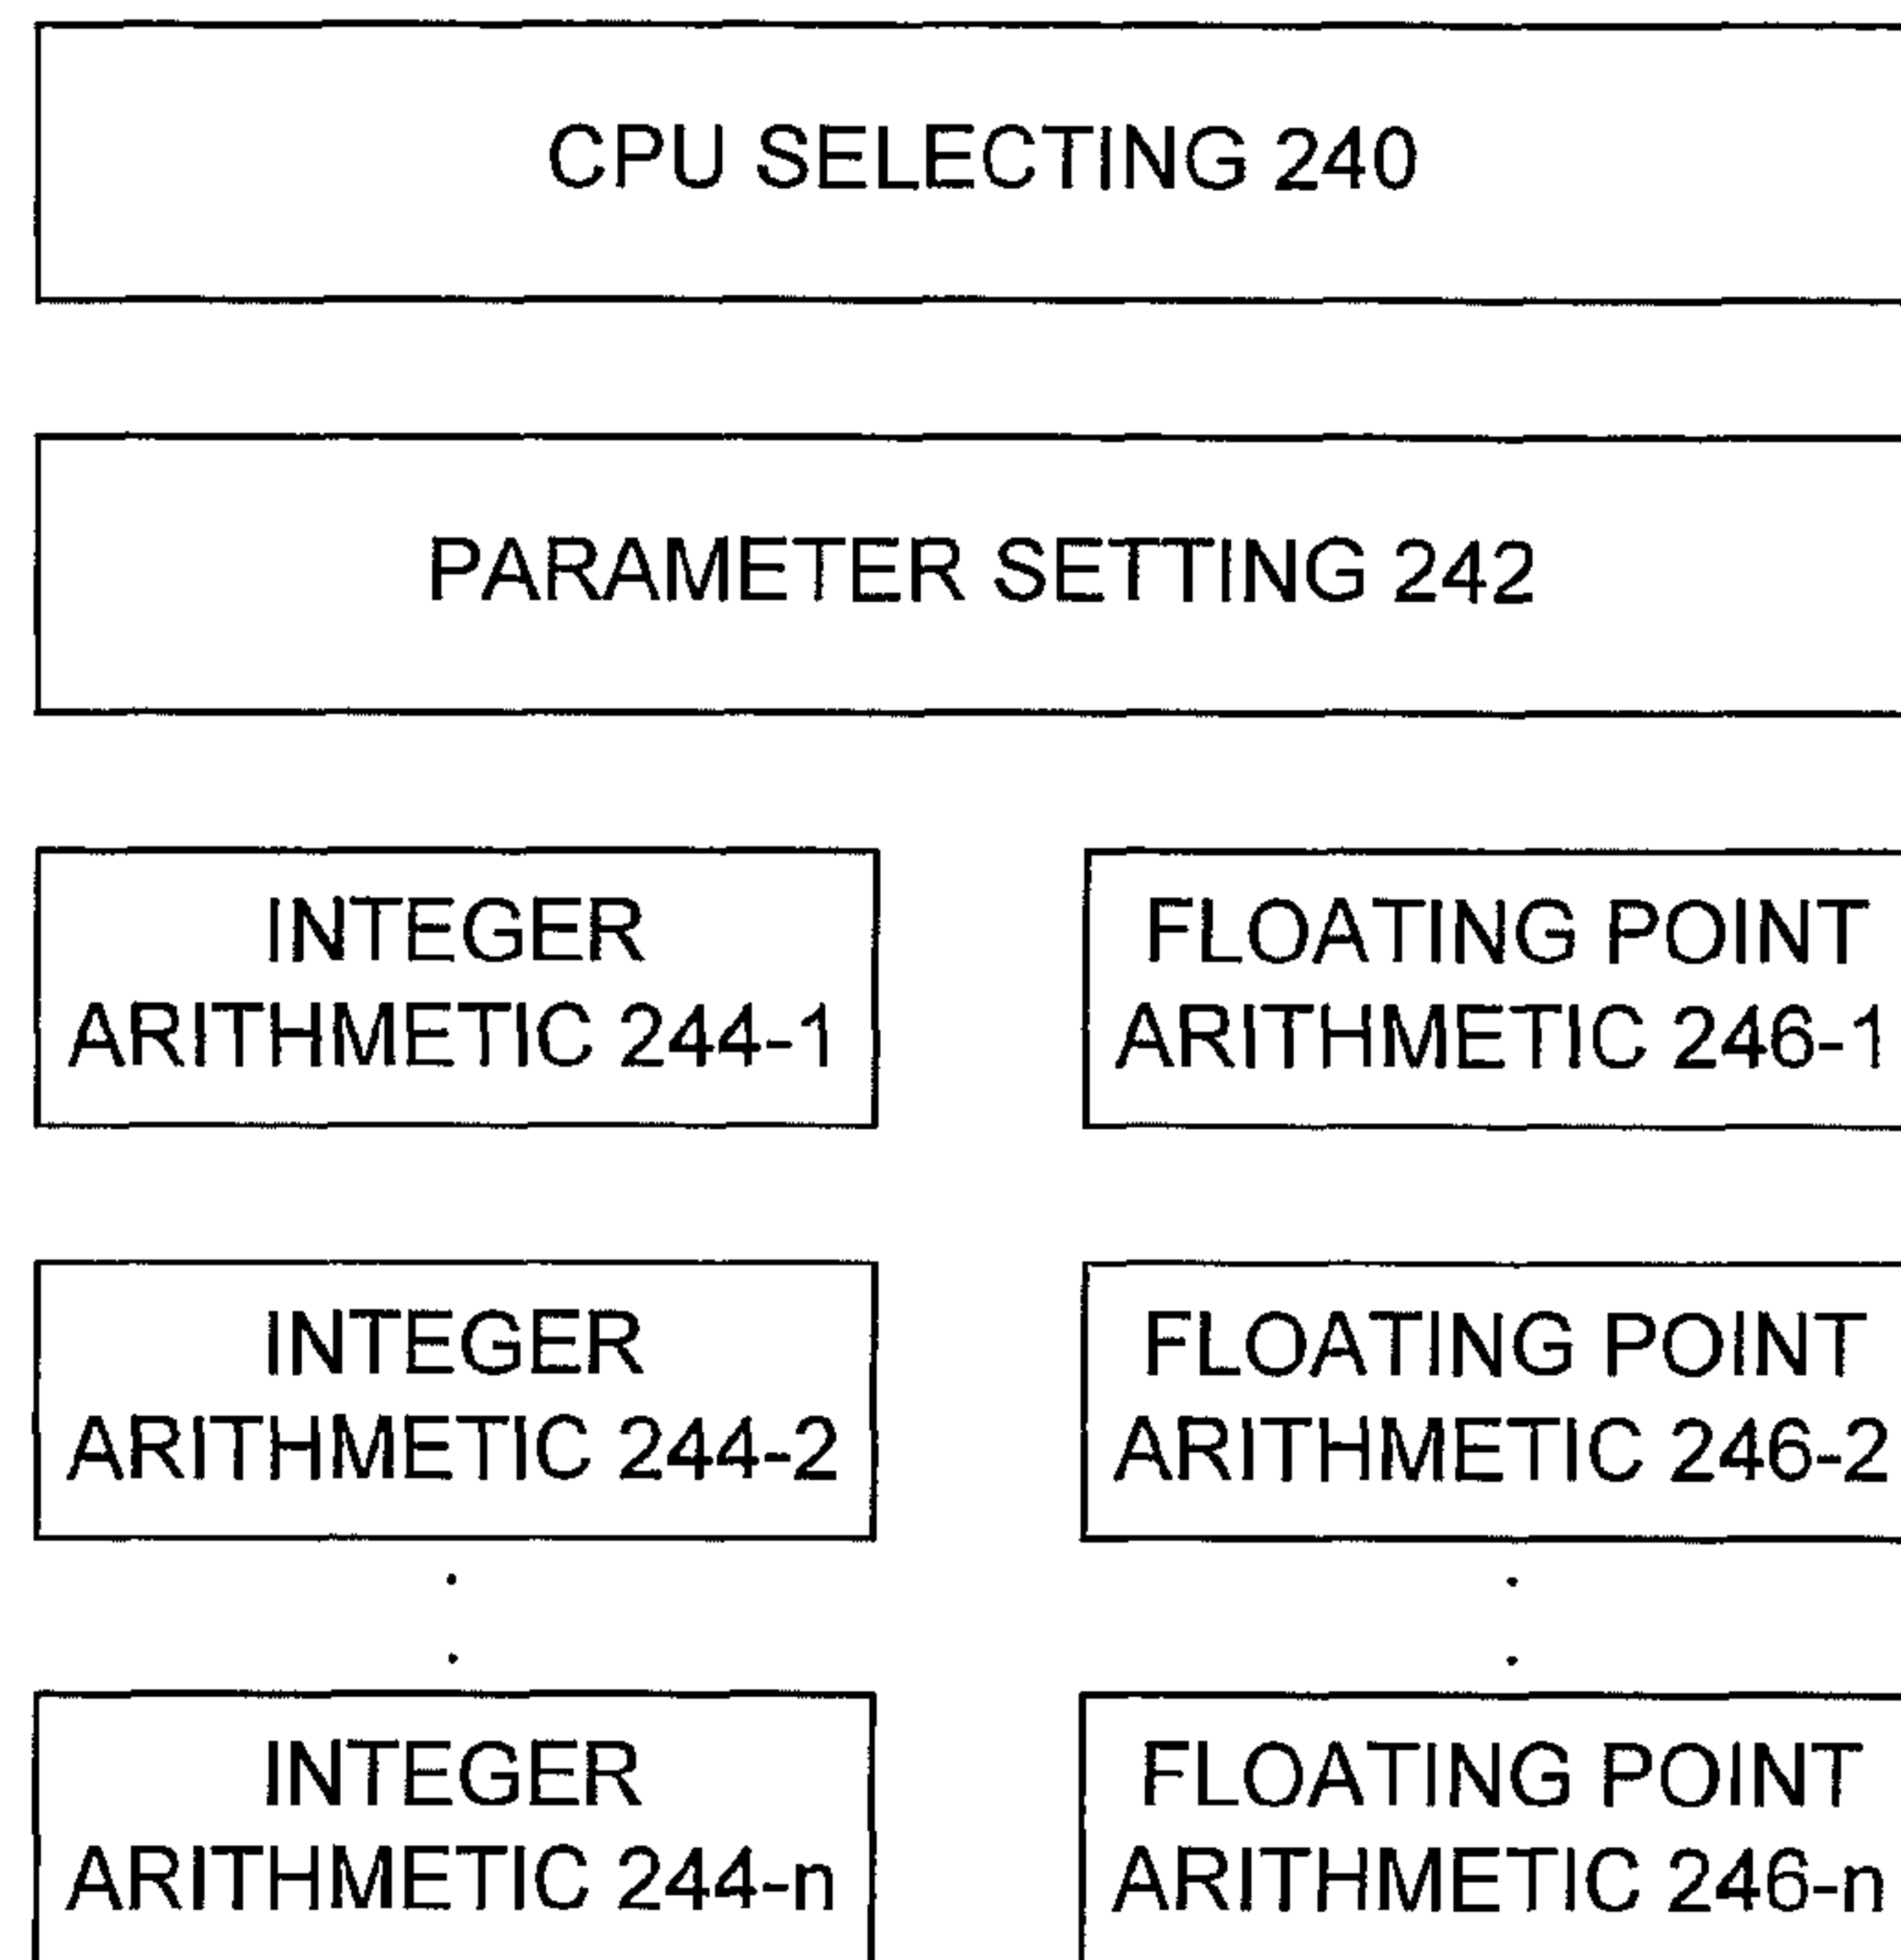 CPU SELECTING 240
PARAMETER SETTING 242
INTEGER
ARITHMETIC 244-1
FLOATING POINT
ARITHMETIC 246-1
INTEGER
ARITHMETIC 244-2
FLOATING POINT
ARITHMETIC 246-2
INTEGER
ARITHMETIC 244-n
FLOATING POINT
ARITHMETIC 246-n